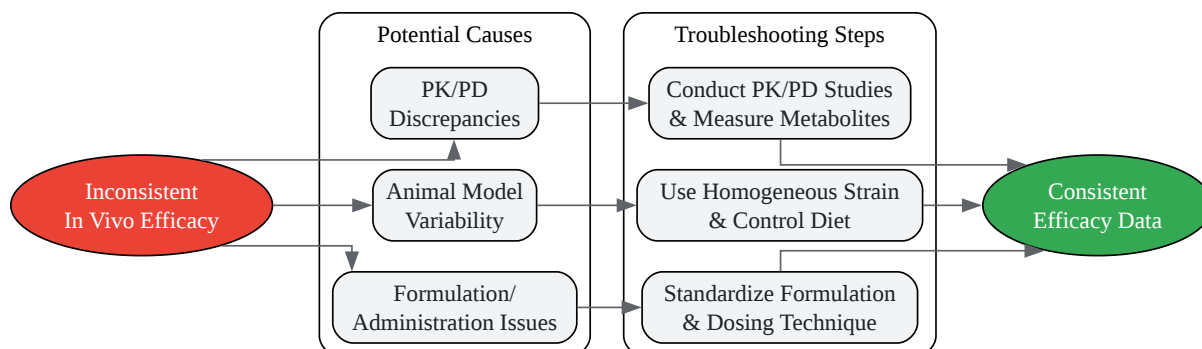 Potential Causes
Troubleshooting Steps
PK/PD
Discrepancies
Conduct PK/PD Studies
& Measure Metabolites
Inconsistent
In Vivo Efficacy
Animal Model
Variability
Use Homogeneous Strain
& Control Diet
Consistent
Efficacy Data
Formulation/
Administration Issues
Standardize Formulation
& Dosing Technique